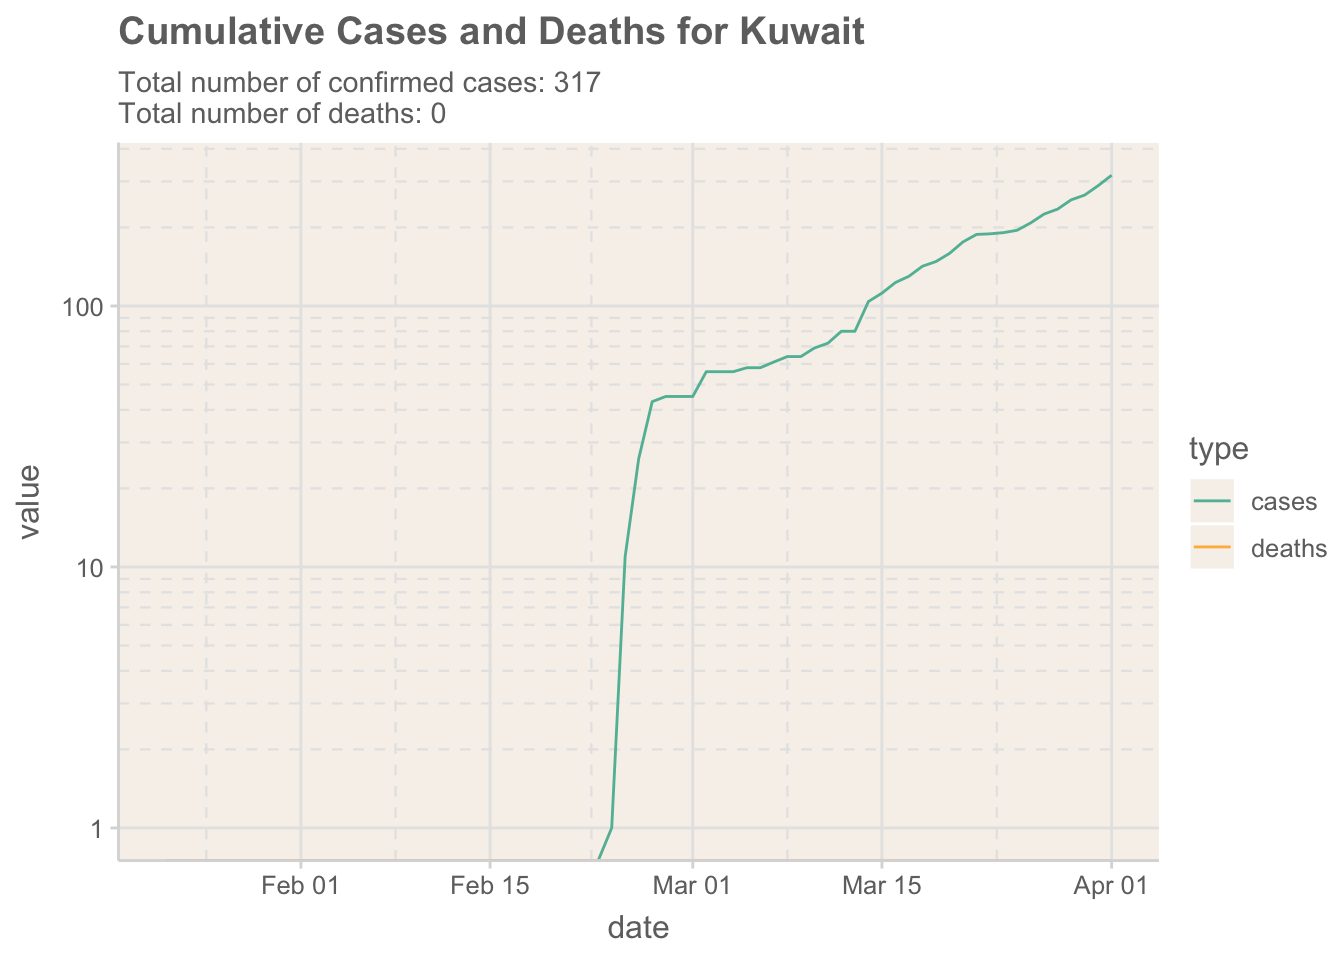 Cumulative Cases and Deaths for Kuwait
Total number of confirmed cases: 317
Total number of deaths: 0
value
100
10
1
Feb 01
Feb 15
Mar 01
Mar 15
Apr 01
date
type
cases
deaths